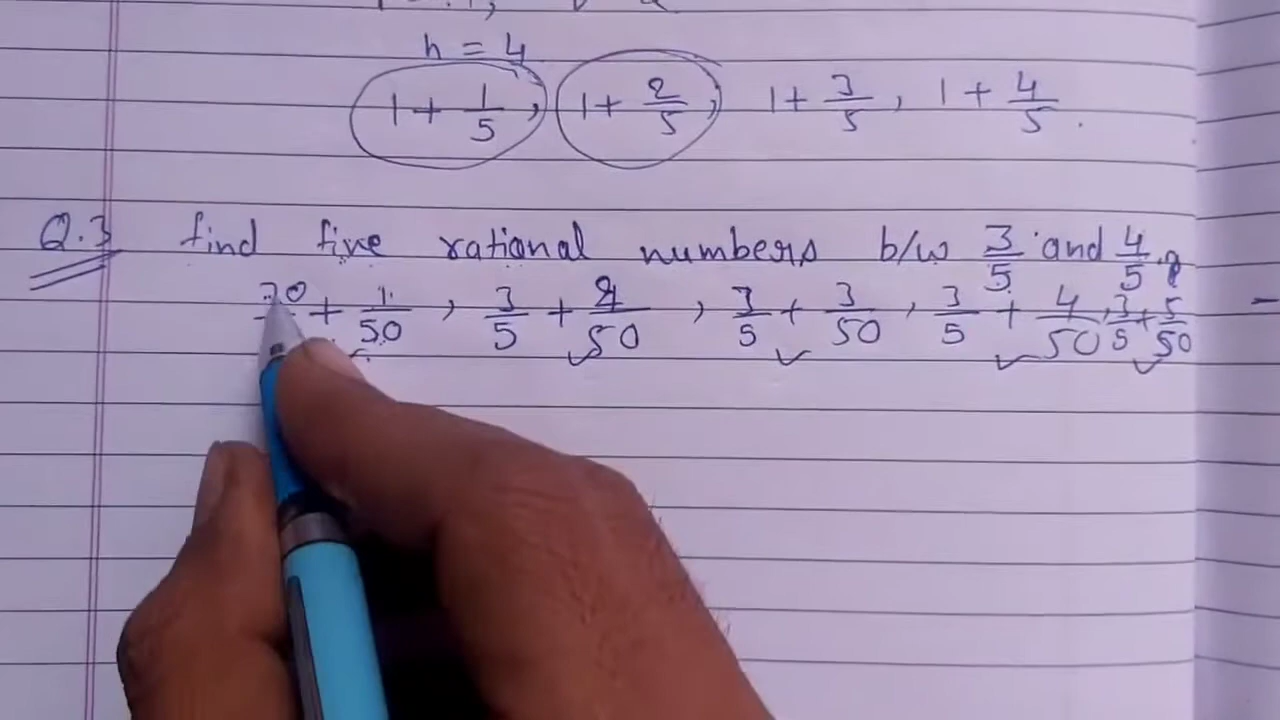 n = 4
1 + 1/5, 1 + 2/5, 1 + 3/5, 1 + 4/5.
Q.3 find five rational numbers b/w 3/5 and 4/5.?
30 + 1/50, 3/5 + 2/50, 3/5 + 3/50, 3/5 + 4/50, 3/5 + 5/50